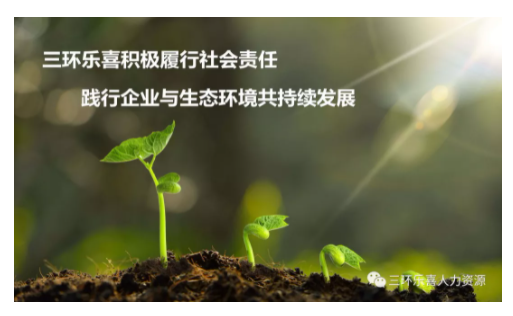 三环乐喜积极履行社会责任
践行企业与生态环境共持续发展
三环乐喜人力资源